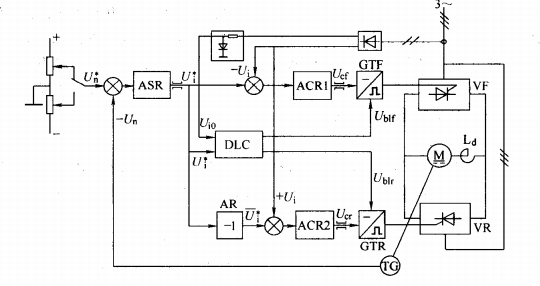 3~
+
−Ui
GTF
U*n
ASR
U*i
ACR1
Ucf
VF
−
−Un
Ui0
DLC
Ublf
M
Ld
U*i
+Ui
Ublr
AR
−1
Ūi*
ACR2
Ucr
GTR
VR
TG